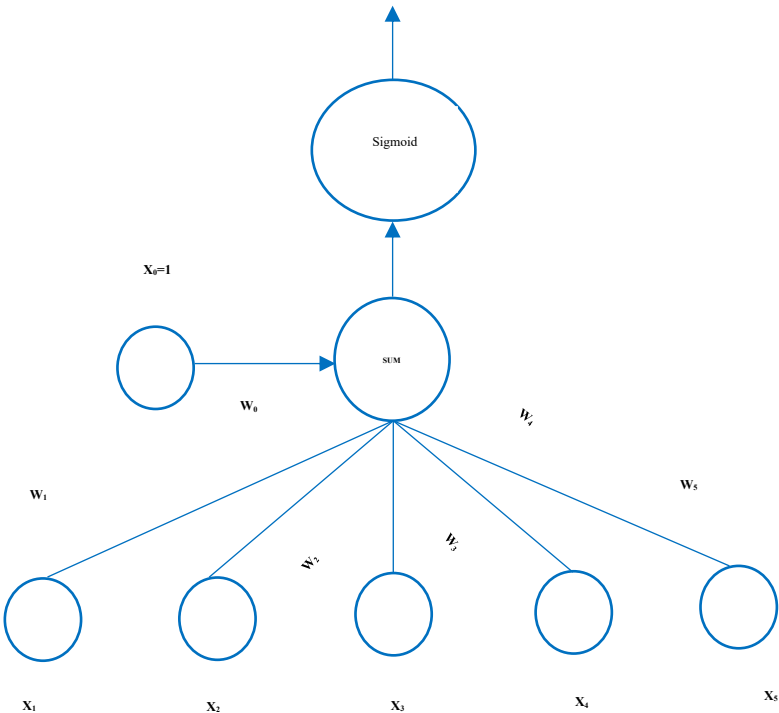 Sigmoid
X₀=1
SUM
W₀
W₄
W₁
W₅
W₂
W₃
X₁
X₂
X₃
X₄
X₅